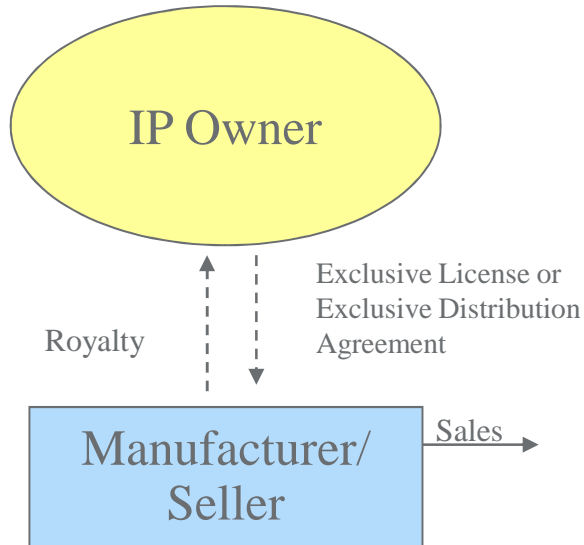 IP Owner
Exclusive License or
Exclusive Distribution
Agreement
Royalty
Sales
Manufacturer/
Seller